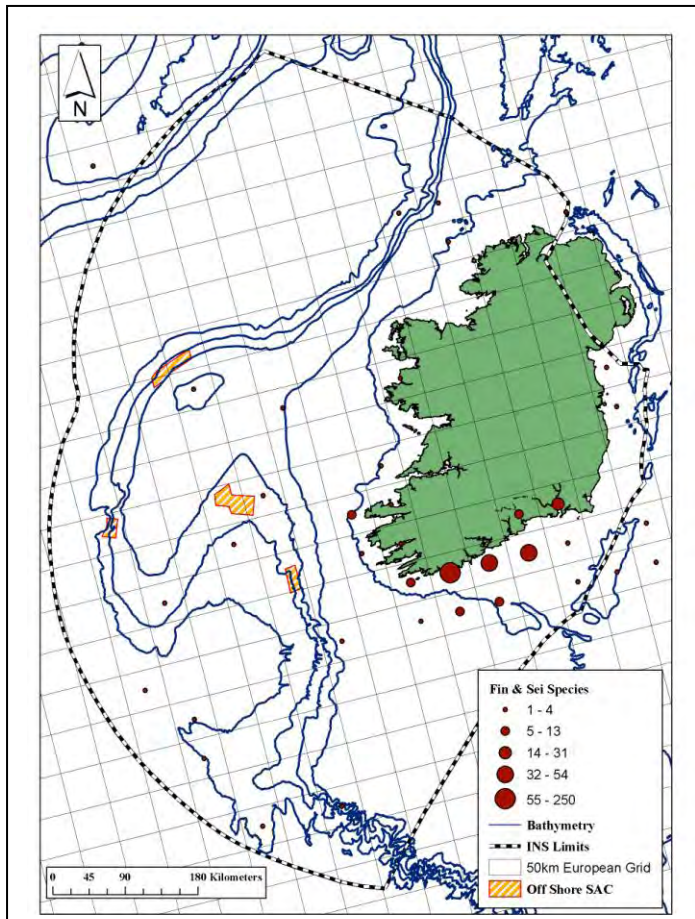 N
Fin & Sei Species
1 - 4
5 - 13
14 - 31
32 - 54
55 - 250
Bathymetry
INS Limits
50km European Grid
Off Shore SAC
0 45 90 180 Kilometers